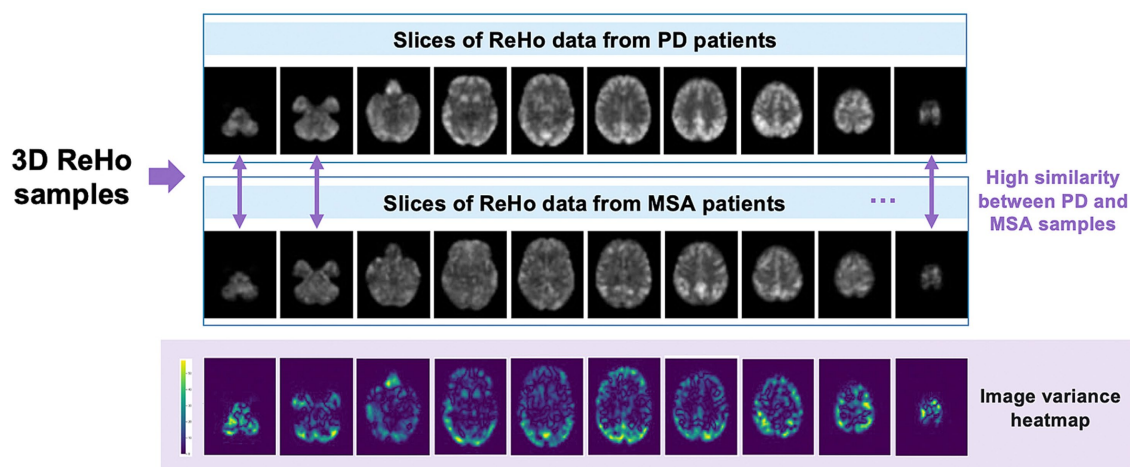 Slices of ReHo data from PD patients
3D ReHo
samples
Slices of ReHo data from MSA patients
...
High similarity
between PD and
MSA samples
Image variance
heatmap